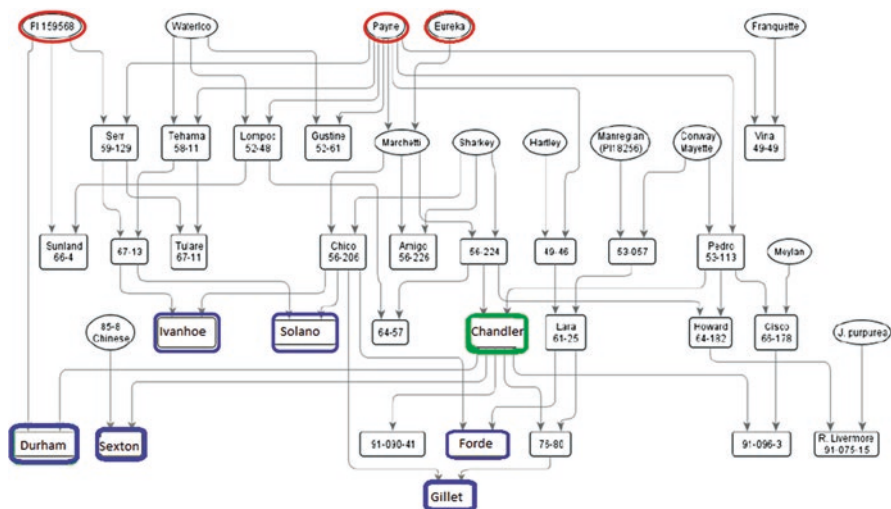 PI 159568
Waterloo
Payne
Eureka
Franquette
Serr
59-129
Tehama
58-11
Lompoc
52-48
Gustine
52-61
Marchetti
Sharkey
Hartley
Manregian
(PI18256)
Conway
Mayette
Vina
49-49
Sunland
66-4
67-13
Tulare
67-11
Chico
56-206
Amigo
56-226
56-224
49-46
53-057
Pedro
53-113
Meylan
85-8
Chinese
Ivanhoe
Solano
64-57
Chandler
Lara
61-25
Howard
64-182
Cisco
66-178
J. purpurea
Durham
Sexton
91-090-41
Forde
76-80
91-096-3
R. Livermore
91-075-15
Gillet